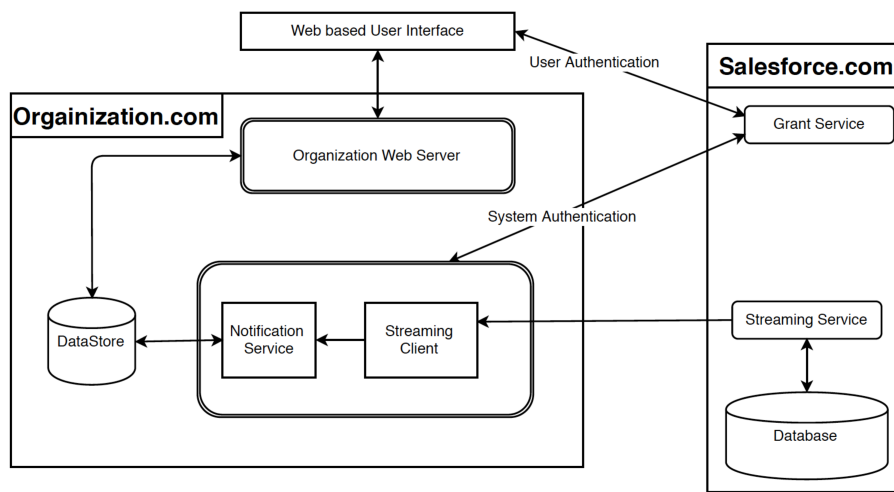 Web based User Interface
User Authentication
Salesforce.com
Orgainization.com
Grant Service
Organization Web Server
System Authentication
DataStore
Notification
Service
Streaming
Client
Streaming Service
Database